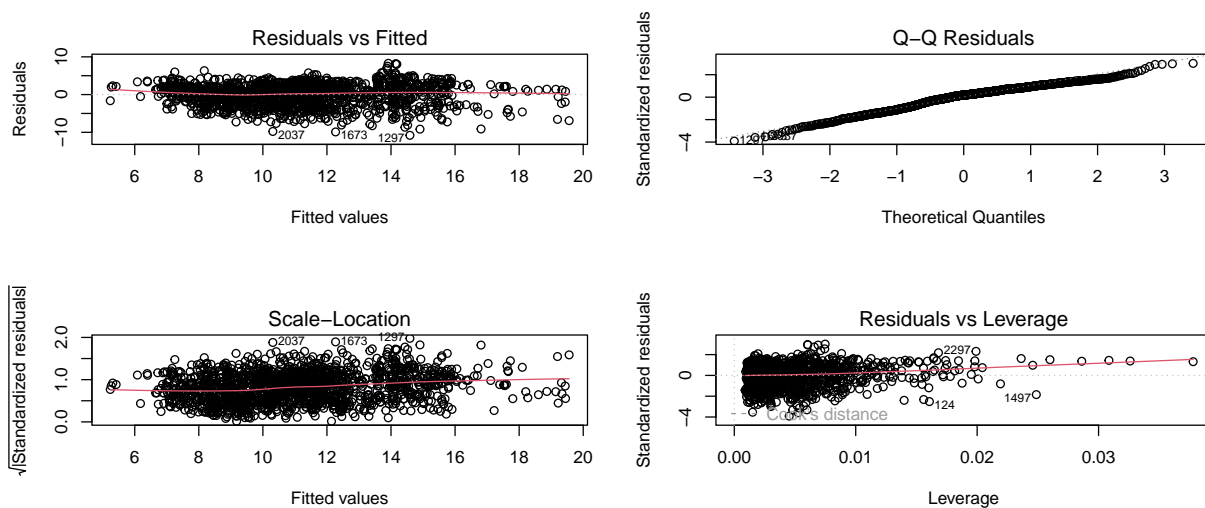 Residuals vs Fitted
Residuals
10
0
−10
2037
1673
1297
6 8 10 12 14 16 18 20
Fitted values
Q−Q Residuals
Standardized residuals
0
−4
−3 −2 −1 0 1 2 3
Theoretical Quantiles
Scale−Location
√|Standardized residuals|
2.0
1.0
0.0
2037
1673
1297
6 8 10 12 14 16 18 20
Fitted values
Residuals vs Leverage
Standardized residuals
0
−4
2297
124
1497
Cook's distance
0.00 0.01 0.02 0.03
Leverage